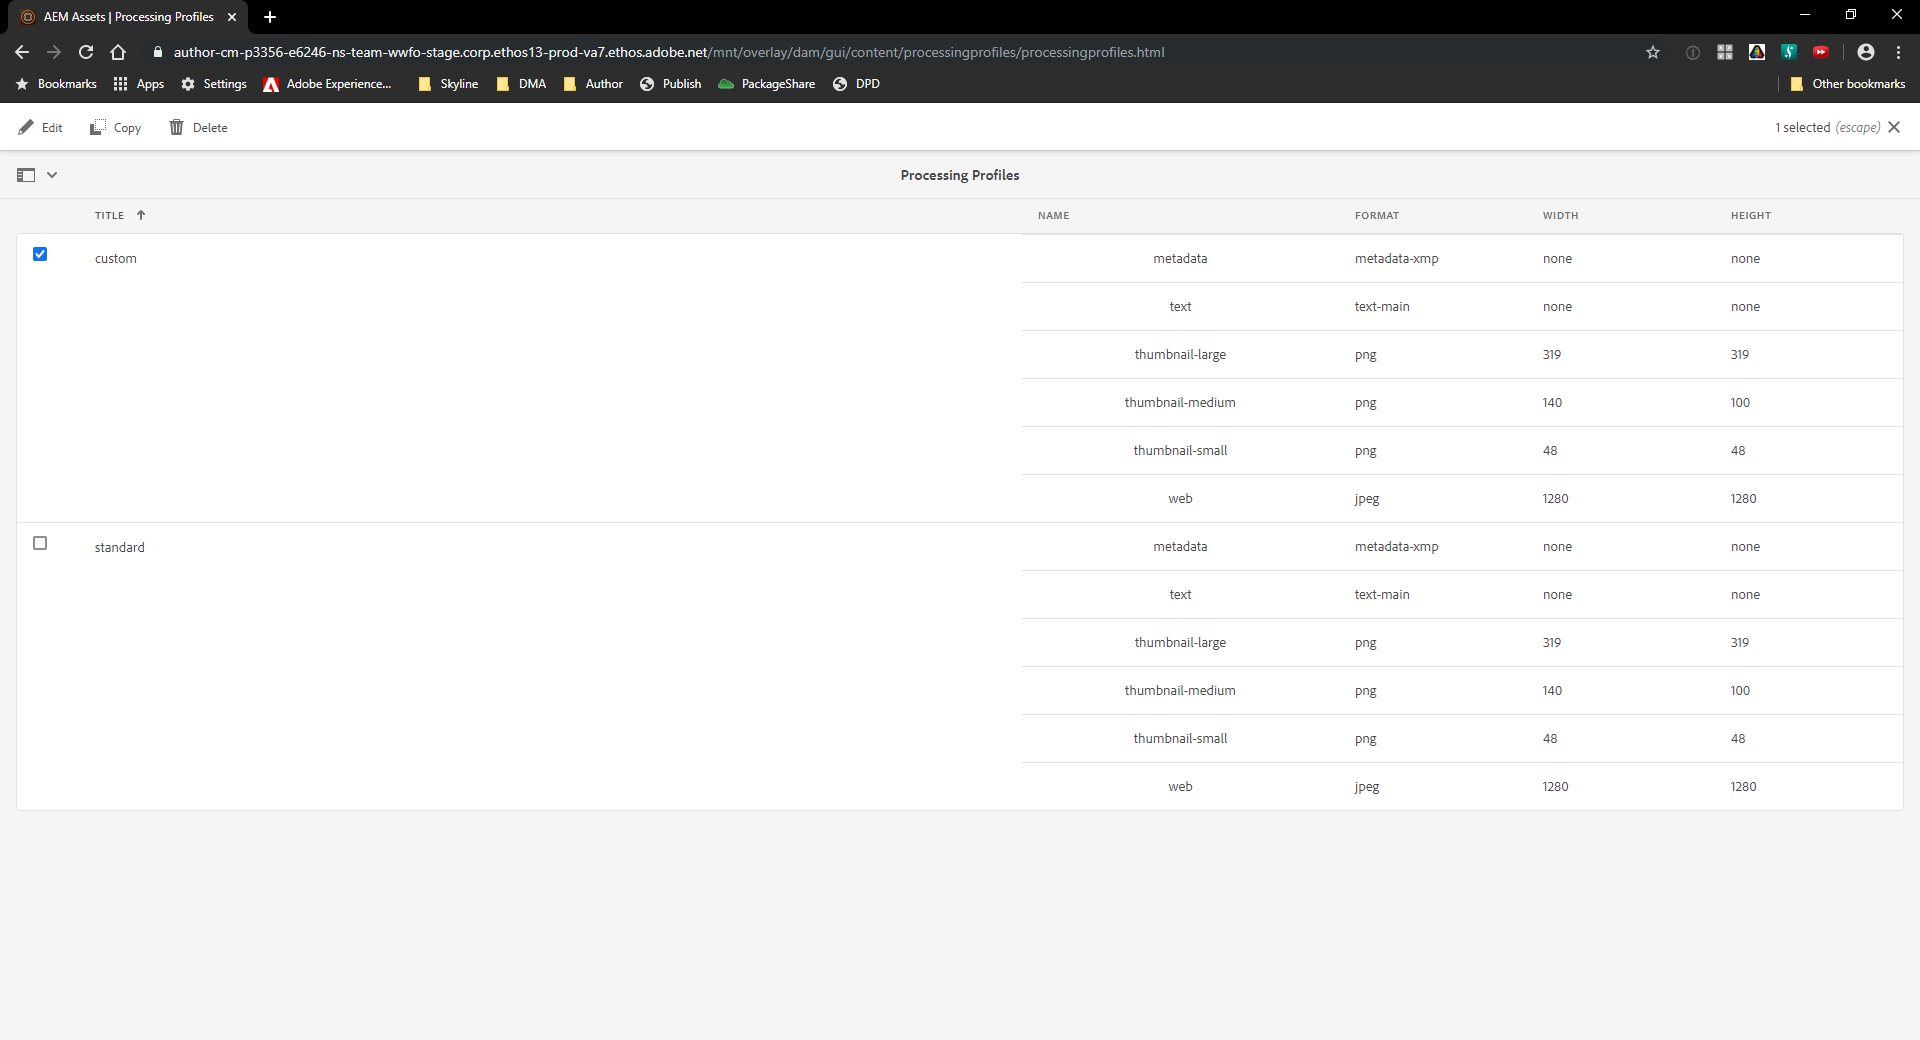 AEM Assets | Processing Profiles
author-cm-p3356-e6246-ns-team-wwfo-stage.corp.ethos13-prod-va7.ethos.adobe.net/mnt/overlay/dam/gui/content/processingprofiles/processingprofiles.html
Bookmarks Apps Settings Adobe Experience... Skyline DMA Author Publish PackageShare DPD Other bookmarks
Edit Copy Delete 1 selected (escape)
Processing Profiles
TITLE NAME FORMAT WIDTH HEIGHT
custom metadata metadata-xmp none none
text text-main none none
thumbnail-large png 319 319
thumbnail-medium png 140 100
thumbnail-small png 48 48
web jpeg 1280 1280
standard metadata metadata-xmp none none
text text-main none none
thumbnail-large png 319 319
thumbnail-medium png 140 100
thumbnail-small png 48 48
web jpeg 1280 1280